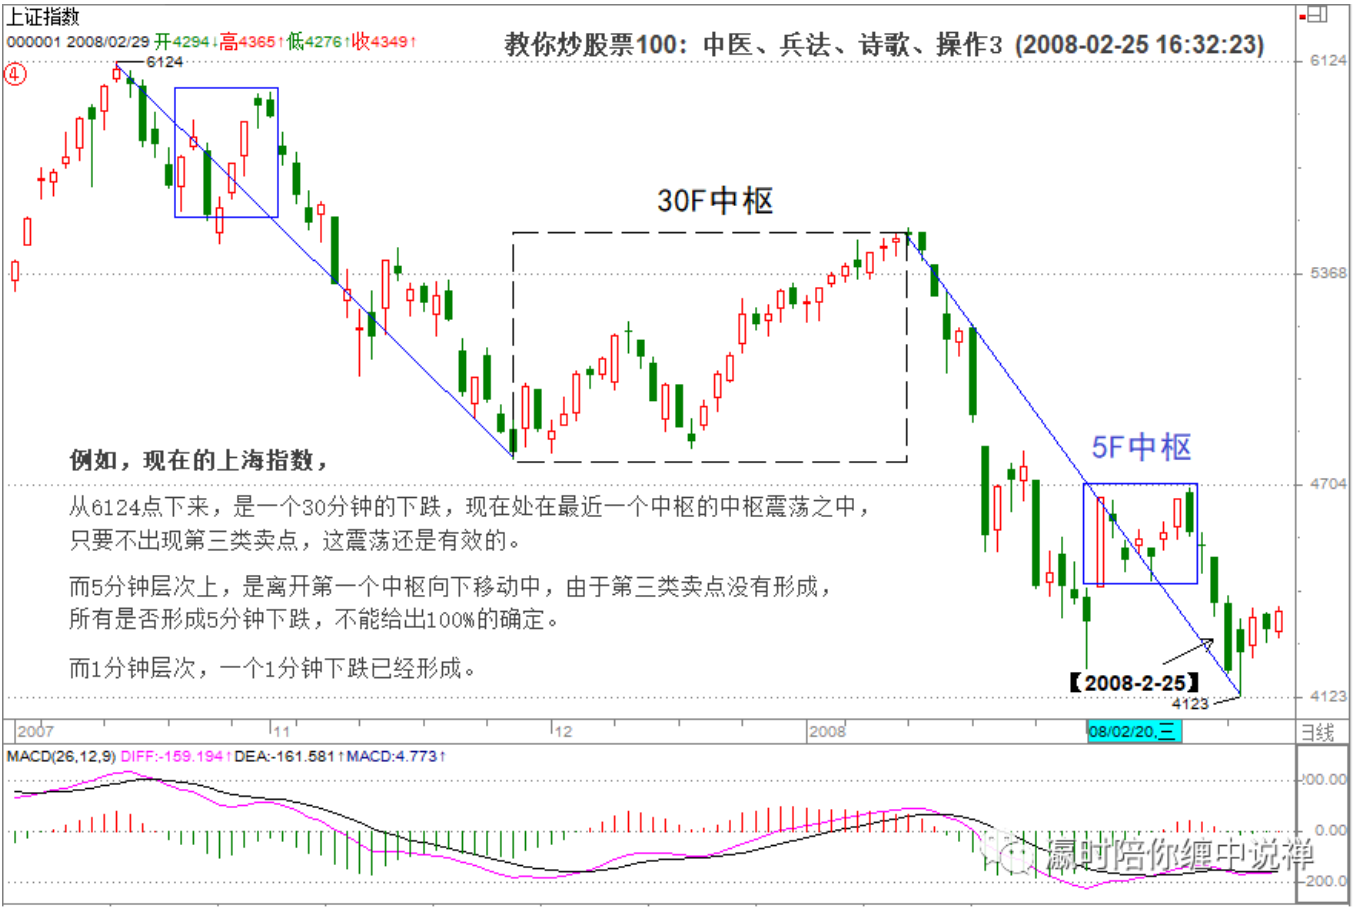 上证指数
000001 2008/02/29 开4294↓高4365↑低4276↑收4349↑
教你炒股票100：中医、兵法、诗歌、操作3 (2008-02-25 16:32:23)
④
6124
6124
30F中枢
5368
5F中枢
4704
例如，现在的上海指数，
从6124点下来，是一个30分钟的下跌，现在处在最近一个中枢的中枢震荡之中，
只要不出现第三类卖点，这震荡还是有效的。
而5分钟层次上，是离开第一个中枢向下移动中，由于第三类卖点没有形成，
所有是否形成5分钟下跌，不能给出100%的确定。
而1分钟层次，一个1分钟下跌已经形成。
【2008-2-25】
4123
4123
2007 11 12 2008 08/02/20,三 日线
MACD(26,12,9) DIFF:-159.194↑DEA:-161.581↑MACD:4.773↑
200.00
0.00
瀛时陪你缠中说禅
-200.0